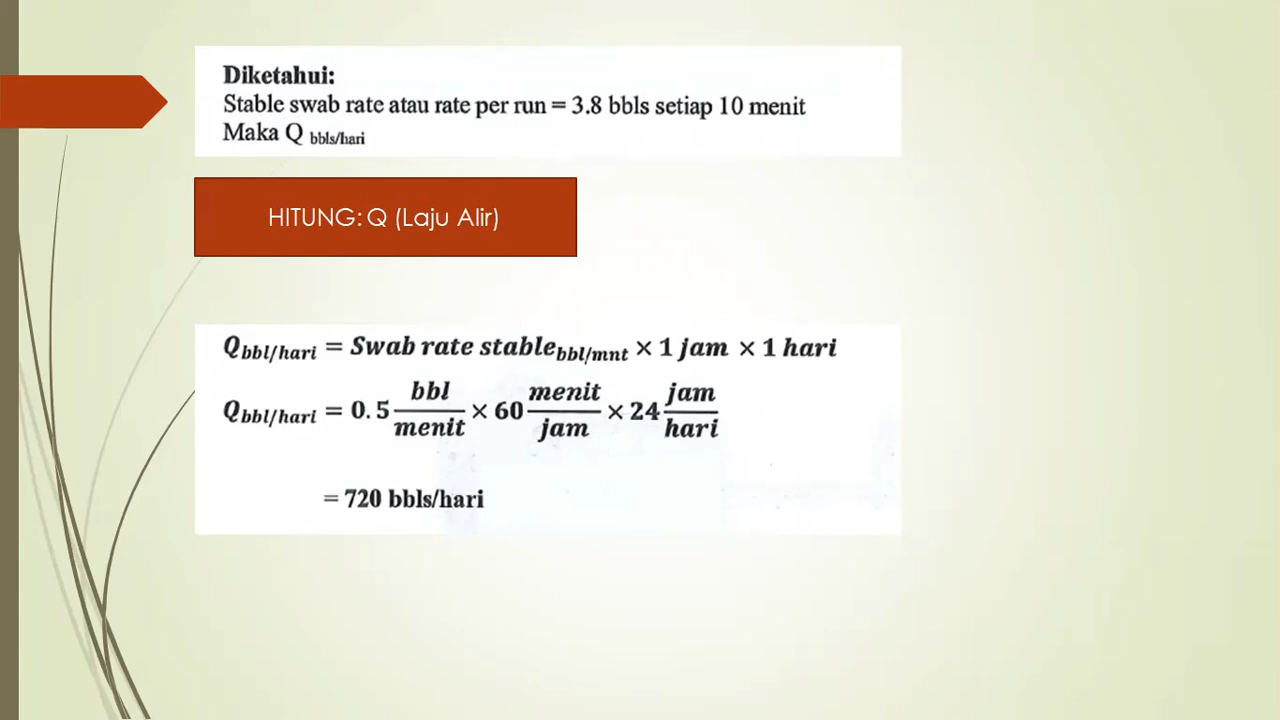 Diketahui:
Stable swab rate atau rate per run = 3.8 bbls setiap 10 menit
Maka Q bbls/hari
HITUNG: Q (Laju Alir)
Q bbl/hari = Swab rate stable bbl/mnt × 1 jam × 1 hari
Q bbl/hari = 0.5 bbl/menit × 60 menit/jam × 24 jam/hari
= 720 bbls/hari